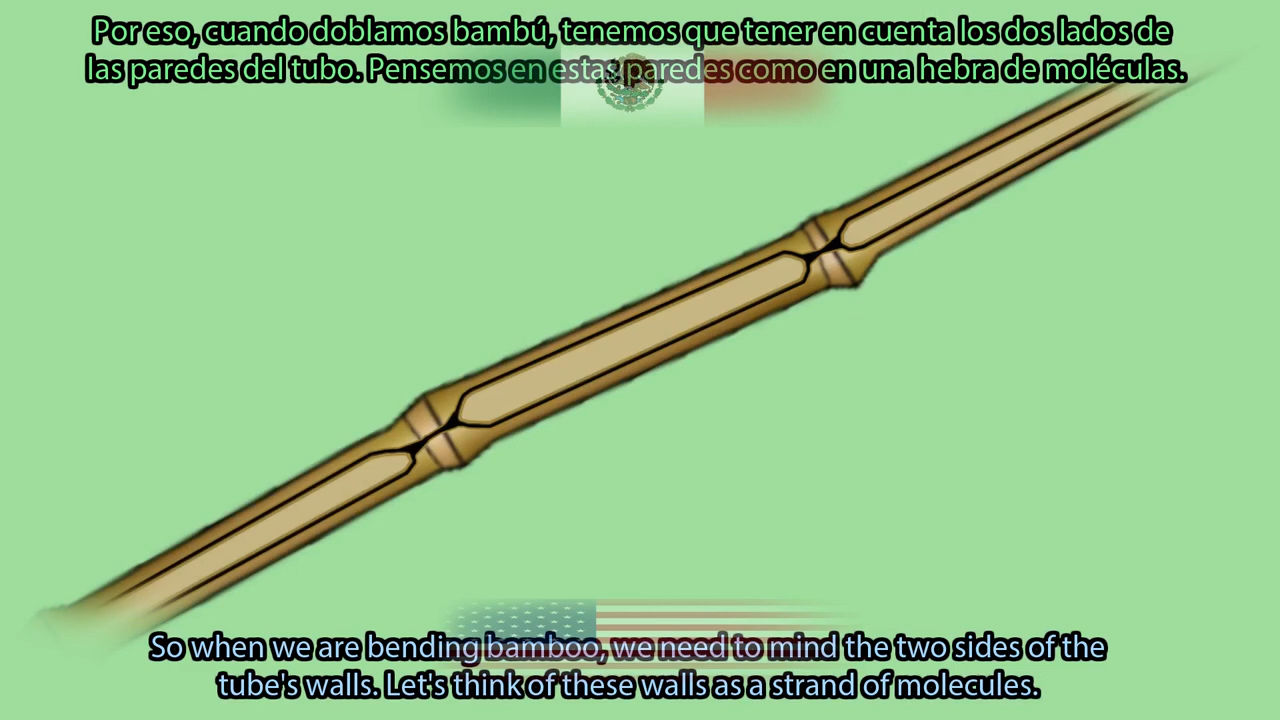 Por eso, cuando doblamos bambú, tenemos que tener en cuenta los dos lados de
las paredes del tubo. Pensemos en estas paredes como en una hebra de moléculas.
So when we are bending bamboo, we need to mind the two sides of the
tube's walls. Let's think of these walls as a strand of molecules.